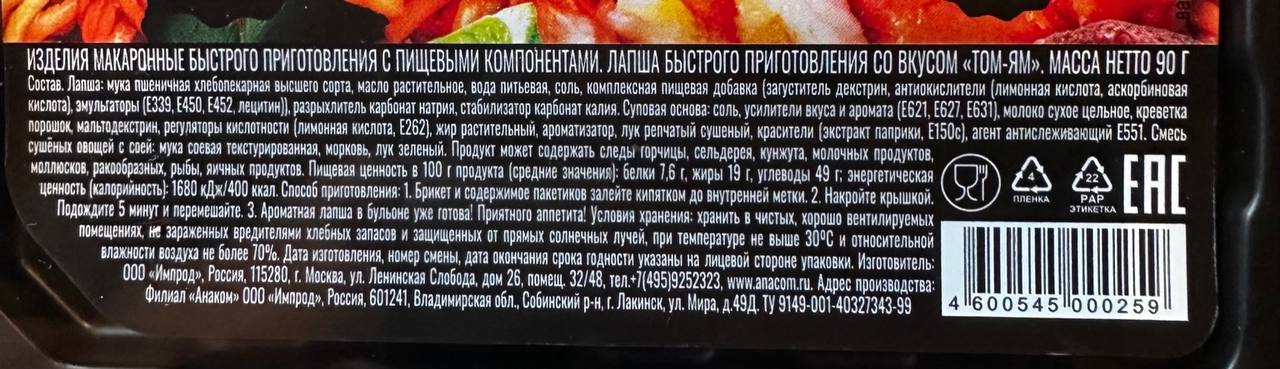 ИЗДЕЛИЯ МАКАРОННЫЕ БЫСТРОГО ПРИГОТОВЛЕНИЯ С ПИЩЕВЫМИ КОМПОНЕНТАМИ. ЛАПША БЫСТРОГО ПРИГОТОВЛЕНИЯ СО ВКУСОМ «ТОМ-ЯМ». МАССА НЕТТО 90 Г
Состав. Лапша: мука пшеничная хлебопекарная высшего сорта, масло растительное, вода питьевая, соль, комплексная пищевая добавка (загуститель декстрин, антиокислители (лимонная кислота, аскорбиновая
кислота), эмульгаторы (Е339, Е450, Е452, лецитин)), разрыхлитель карбонат натрия, стабилизатор карбонат калия. Суповая основа: соль, усилители вкуса и аромата (Е621, Е627, Е631), молоко сухое цельное, креветка
порошок, мальтодекстрин, регуляторы кислотности (лимонная кислота, Е262), жир растительный, ароматизатор, лук репчатый сушеный, красители (экстракт паприки, Е150с), агент антислеживающий Е551. Смесь
сушёных овощей с соей: мука соевая текстурированная, морковь, лук зеленый. Продукт может содержать следы горчицы, сельдерея, кунжута, молочных продуктов,
моллюсков, ракообразных, рыбы, яичных продуктов. Пищевая ценность в 100 г продукта (средние значения): белки 7,6 г, жиры 19 г, углеводы 49 г; энергетическая
ценность (калорийность): 1680 кДж/400 ккал. Способ приготовления: 1. Брикет и содержимое пакетиков залейте кипятком до внутренней метки. 2. Накройте крышкой.
Подождите 5 минут и перемешайте. 3. Ароматная лапша в бульоне уже готова! Приятного аппетита! Условия хранения: хранить в чистых, хорошо вентилируемых
помещениях, не зараженных вредителями хлебных запасов и защищенных от прямых солнечных лучей, при температуре не выше 30ºС и относительной
влажности воздуха не более 70%. Дата изготовления, номер смены, дата окончания срока годности указаны на лицевой стороне упаковки. Изготовитель:
ООО «Импрод», Россия, 115280, г. Москва, ул. Ленинская Слобода, дом 26, помещ. 32/48, тел.+7(495)9252323, www.anacom.ru. Адрес производства:
Филиал «Анаком» ООО «Импрод», Россия, 601241, Владимирская обл., Собинский р-н, г. Лакинск, ул. Мира, д.49Д. ТУ 9149-001-40327343-99
4
ПЛЕНКА
22
PAP
ЭТИКЕТКА
ЕАС
4 600545 000259